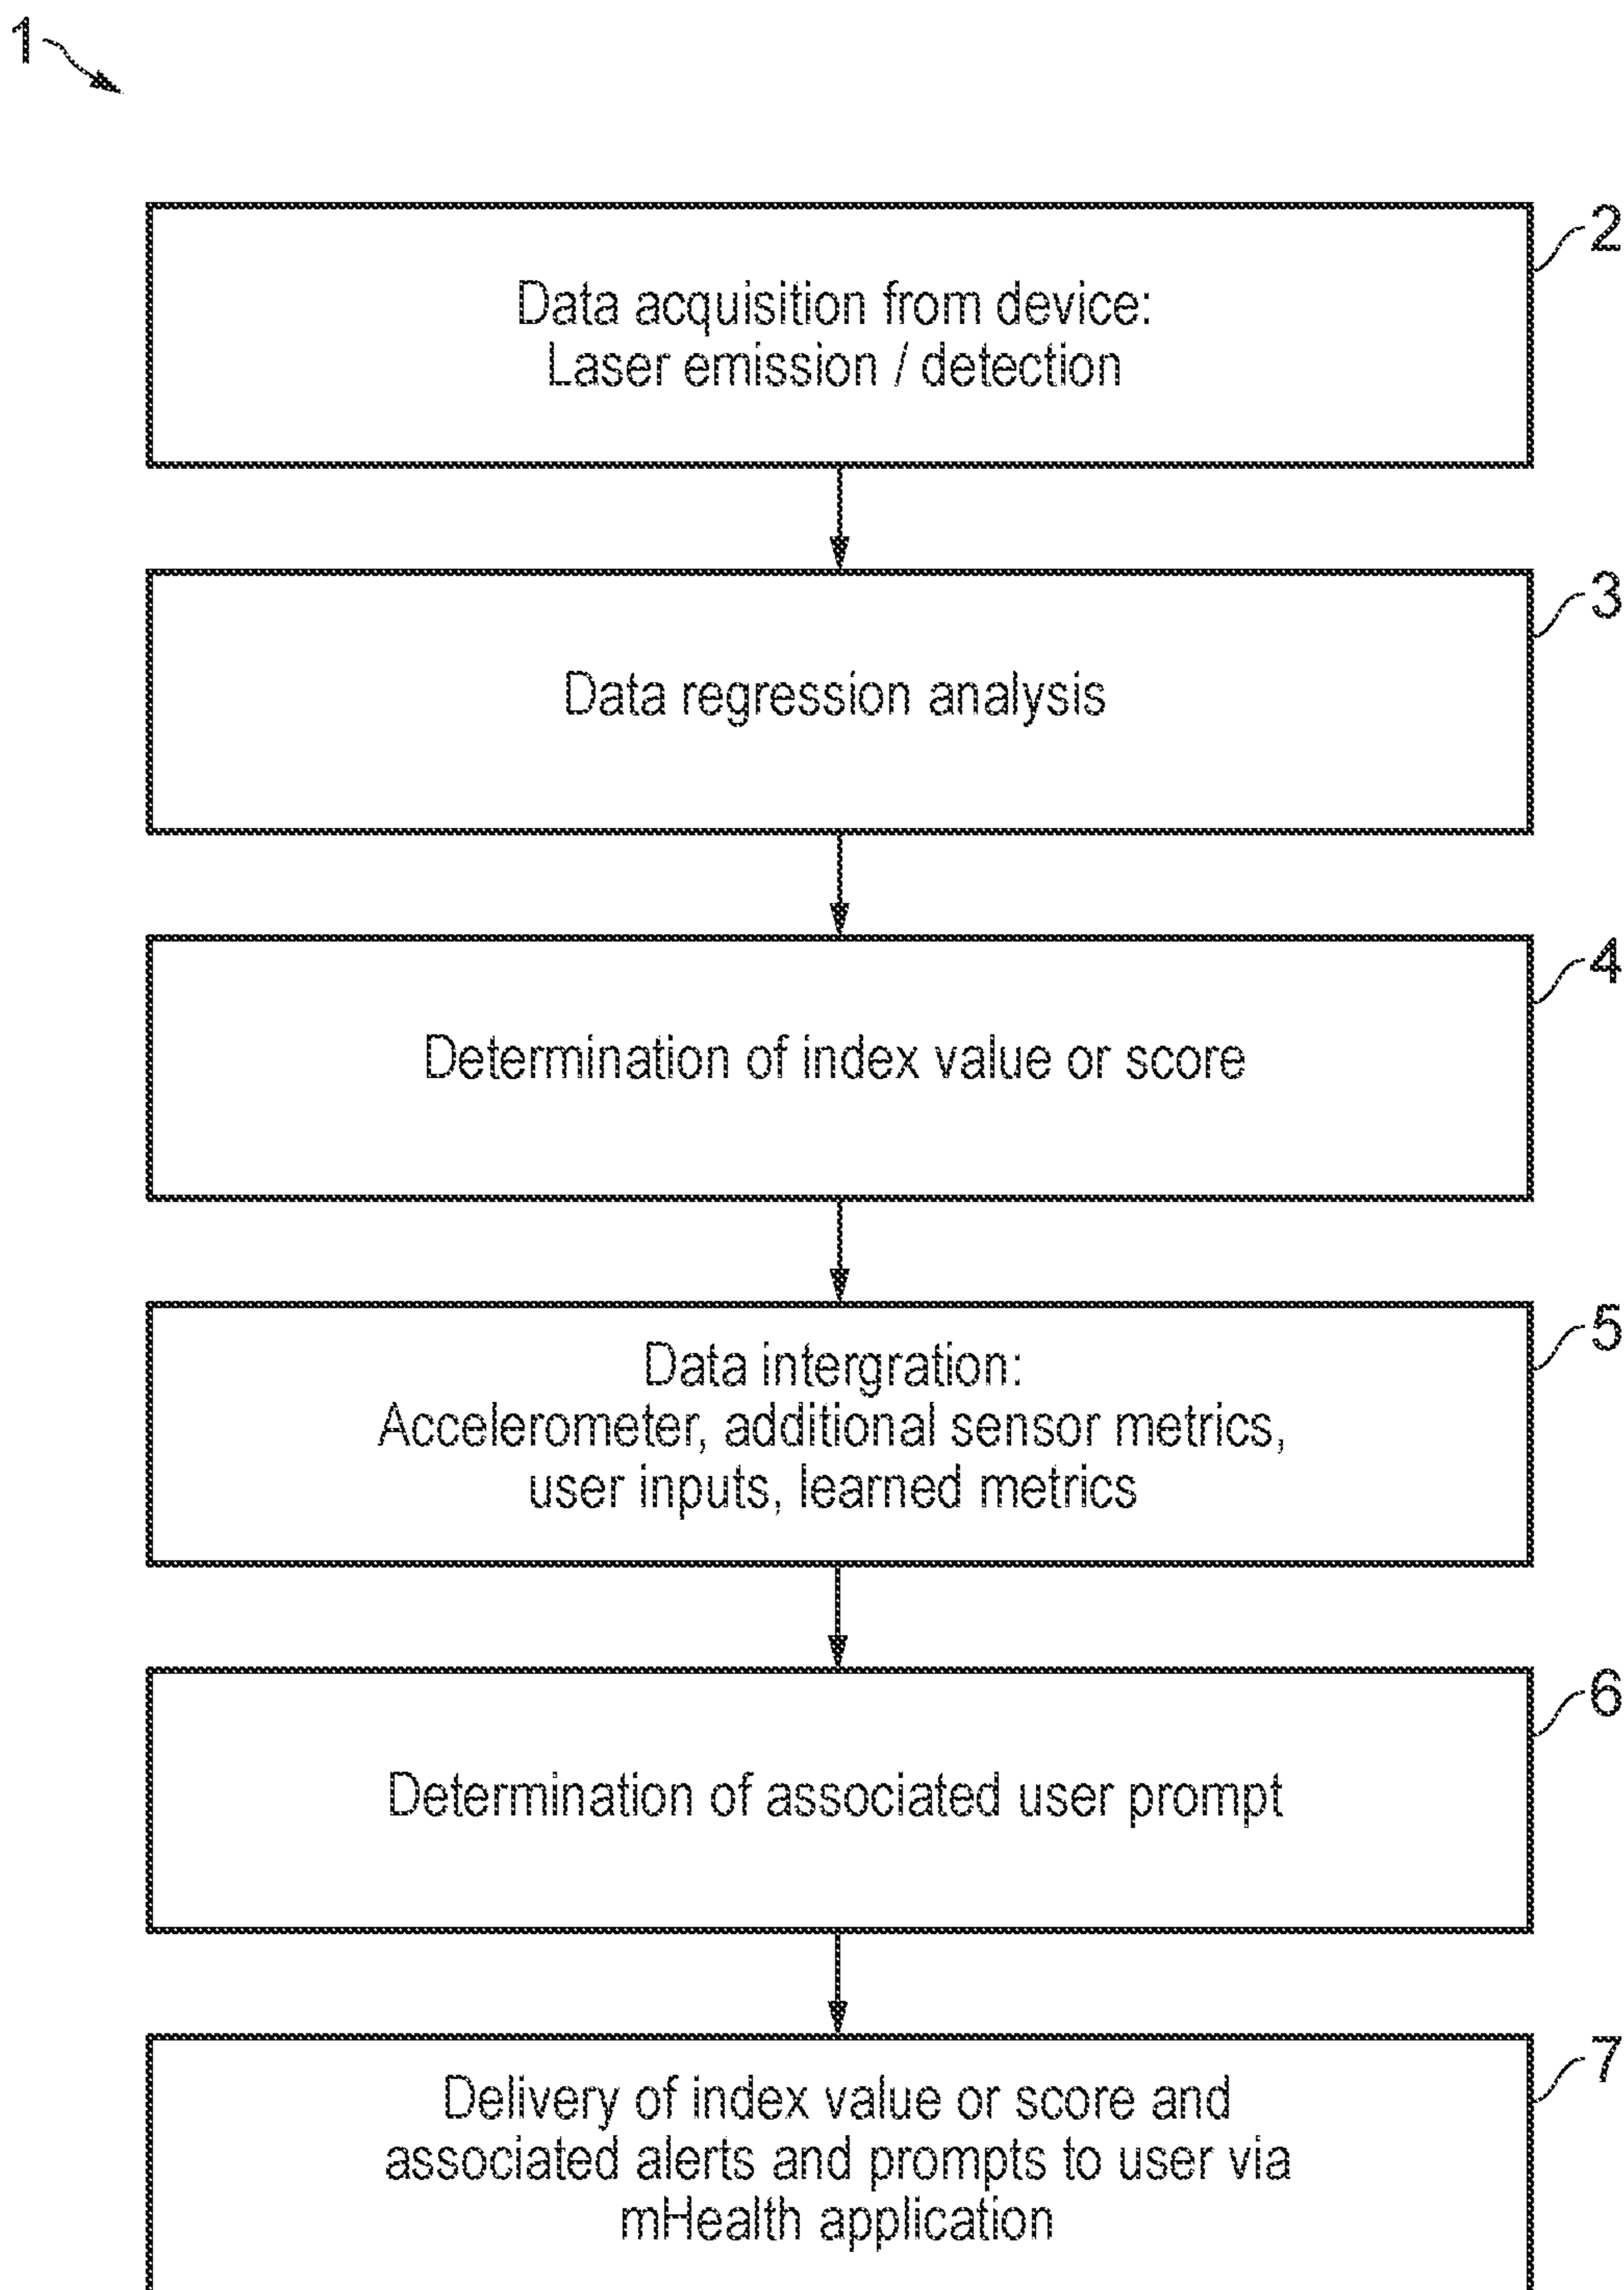 1
2
Data acquisition from device:
Laser emission / detection
3
Data regression analysis
4
Determination of index value or score
5
Data intergration:
Accelerometer, additional sensor metrics,
user inputs, learned metrics
6
Determination of associated user prompt
7
Delivery of index value or score and
associated alerts and prompts to user via
mHealth application